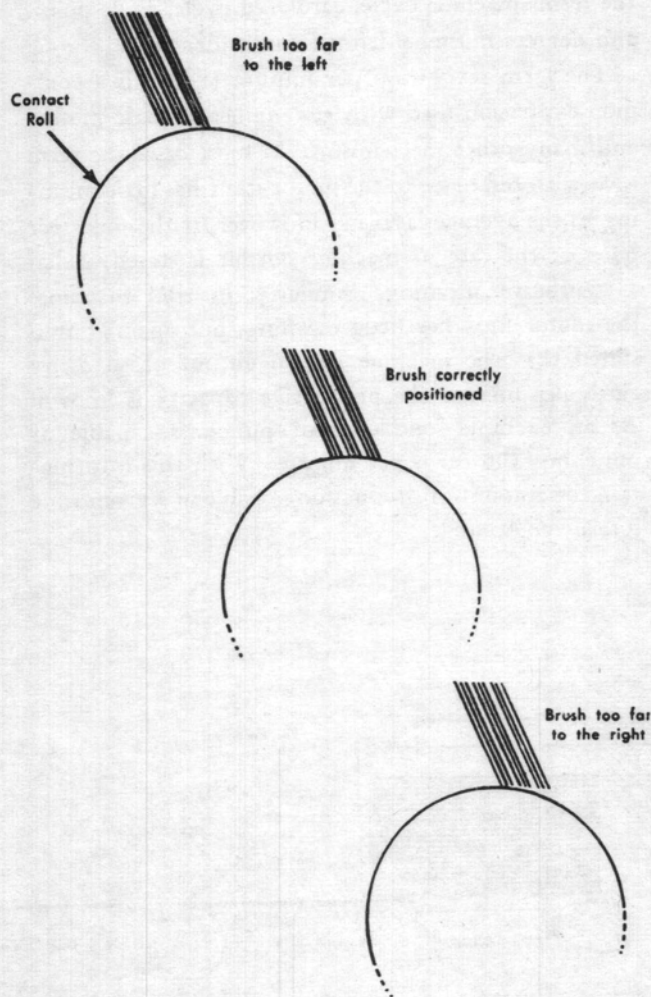 Brush too far
to the left
Contact
Roll
Brush correctly
positioned
Brush too far
to the right